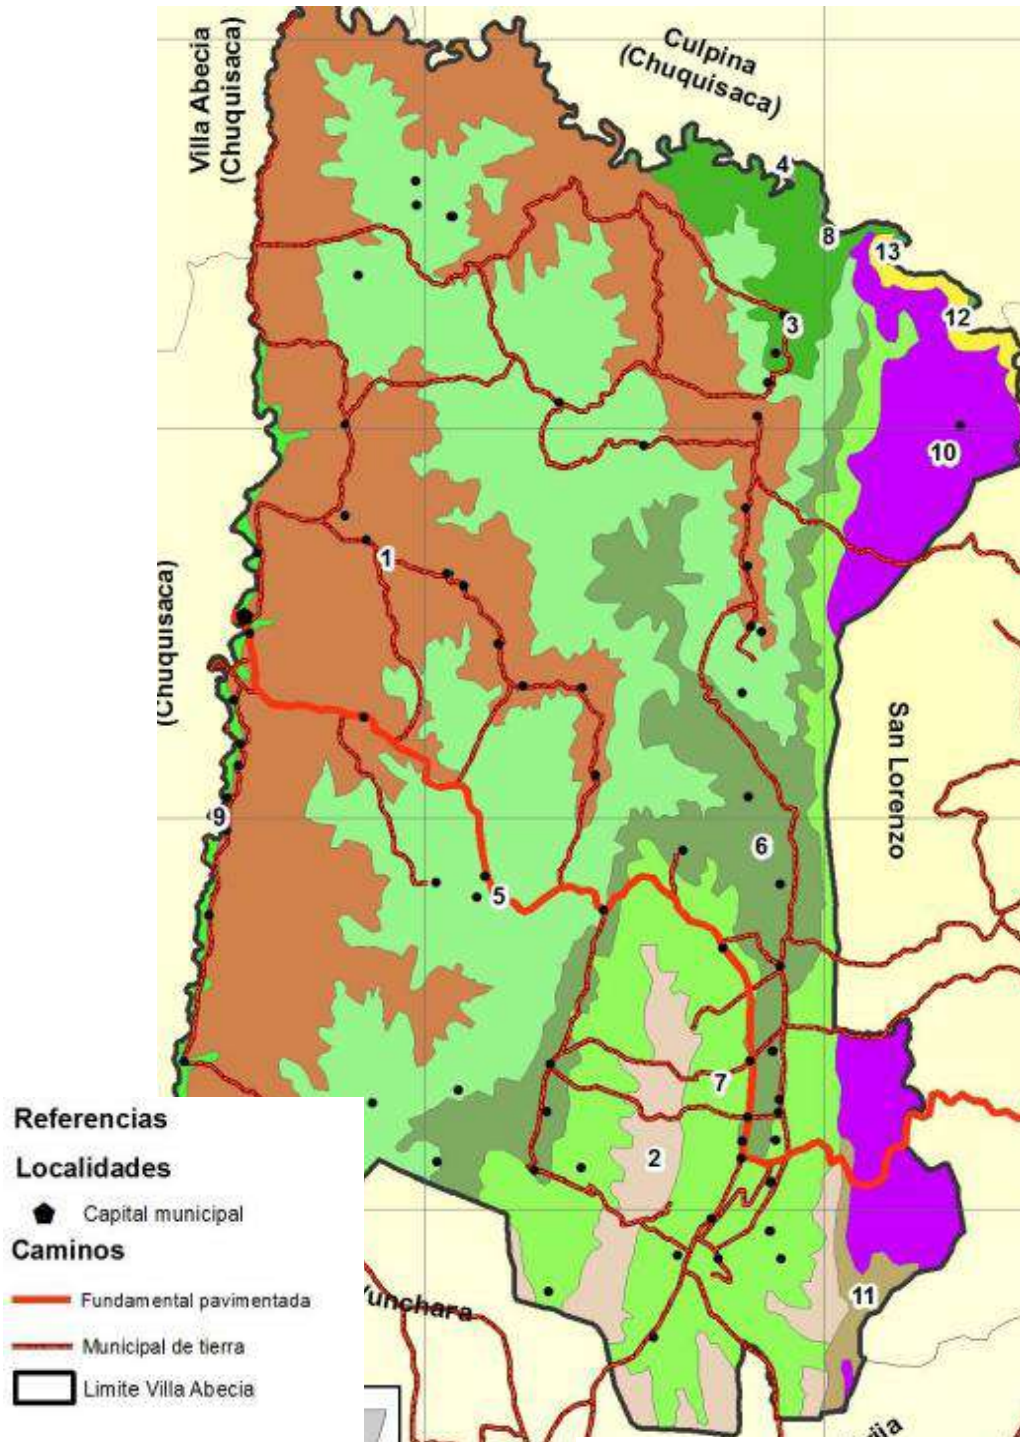 Villa Abecia
(Chuquisaca)
Culpina
(Chuquisaca)
4
8
13
12
3
10
1
(Chuquisaca)
San Lorenzo
9
6
5
7
2
11
Referencias
Localidades
Capital municipal
Caminos
Fundamental pavimentada
Municipal de tierra
Limite Villa Abecia
Yunchara